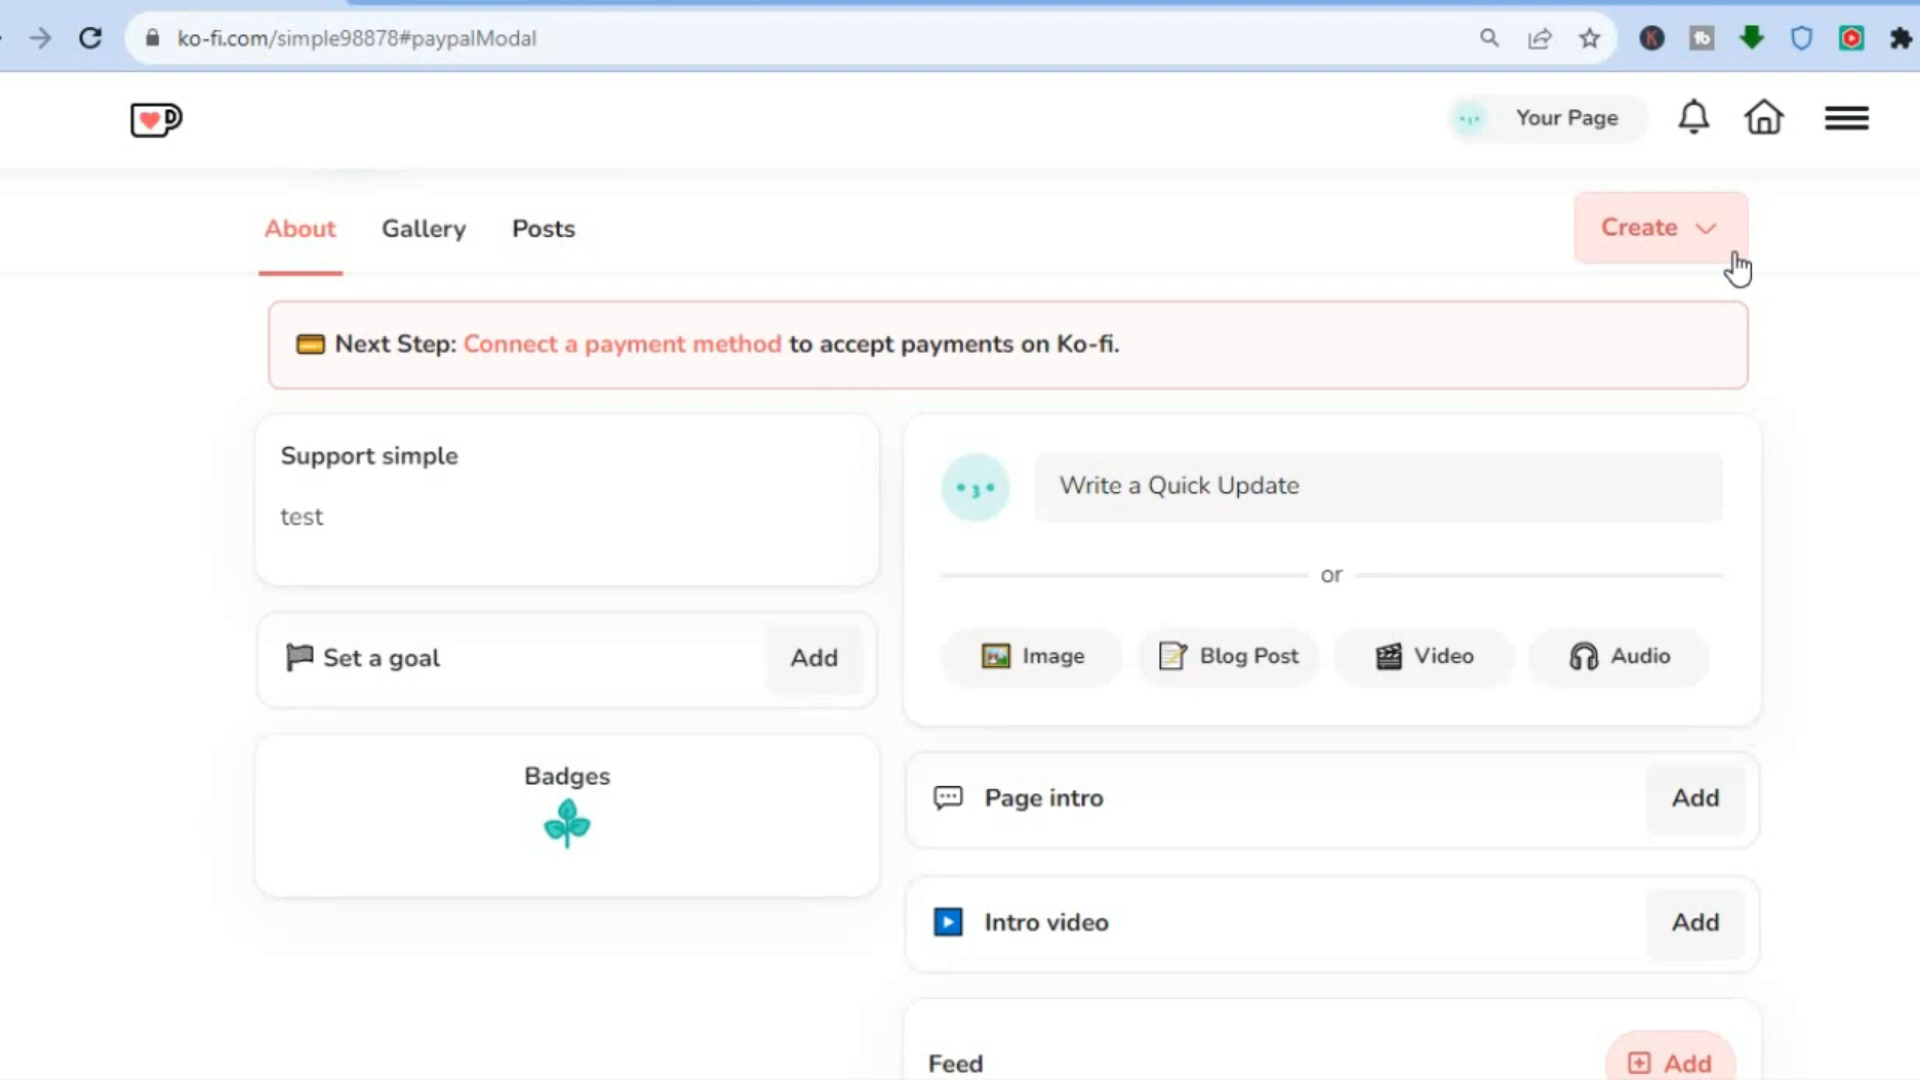 ko-fi.com/simple98878#paypalModal
Your Page
About Gallery Posts
Create
Next Step: Connect a payment method to accept payments on Ko-fi.
Support simple
test
Set a goal Add
Badges
Write a Quick Update
or
Image Blog Post Video Audio
Page intro Add
Intro video Add
Feed Add